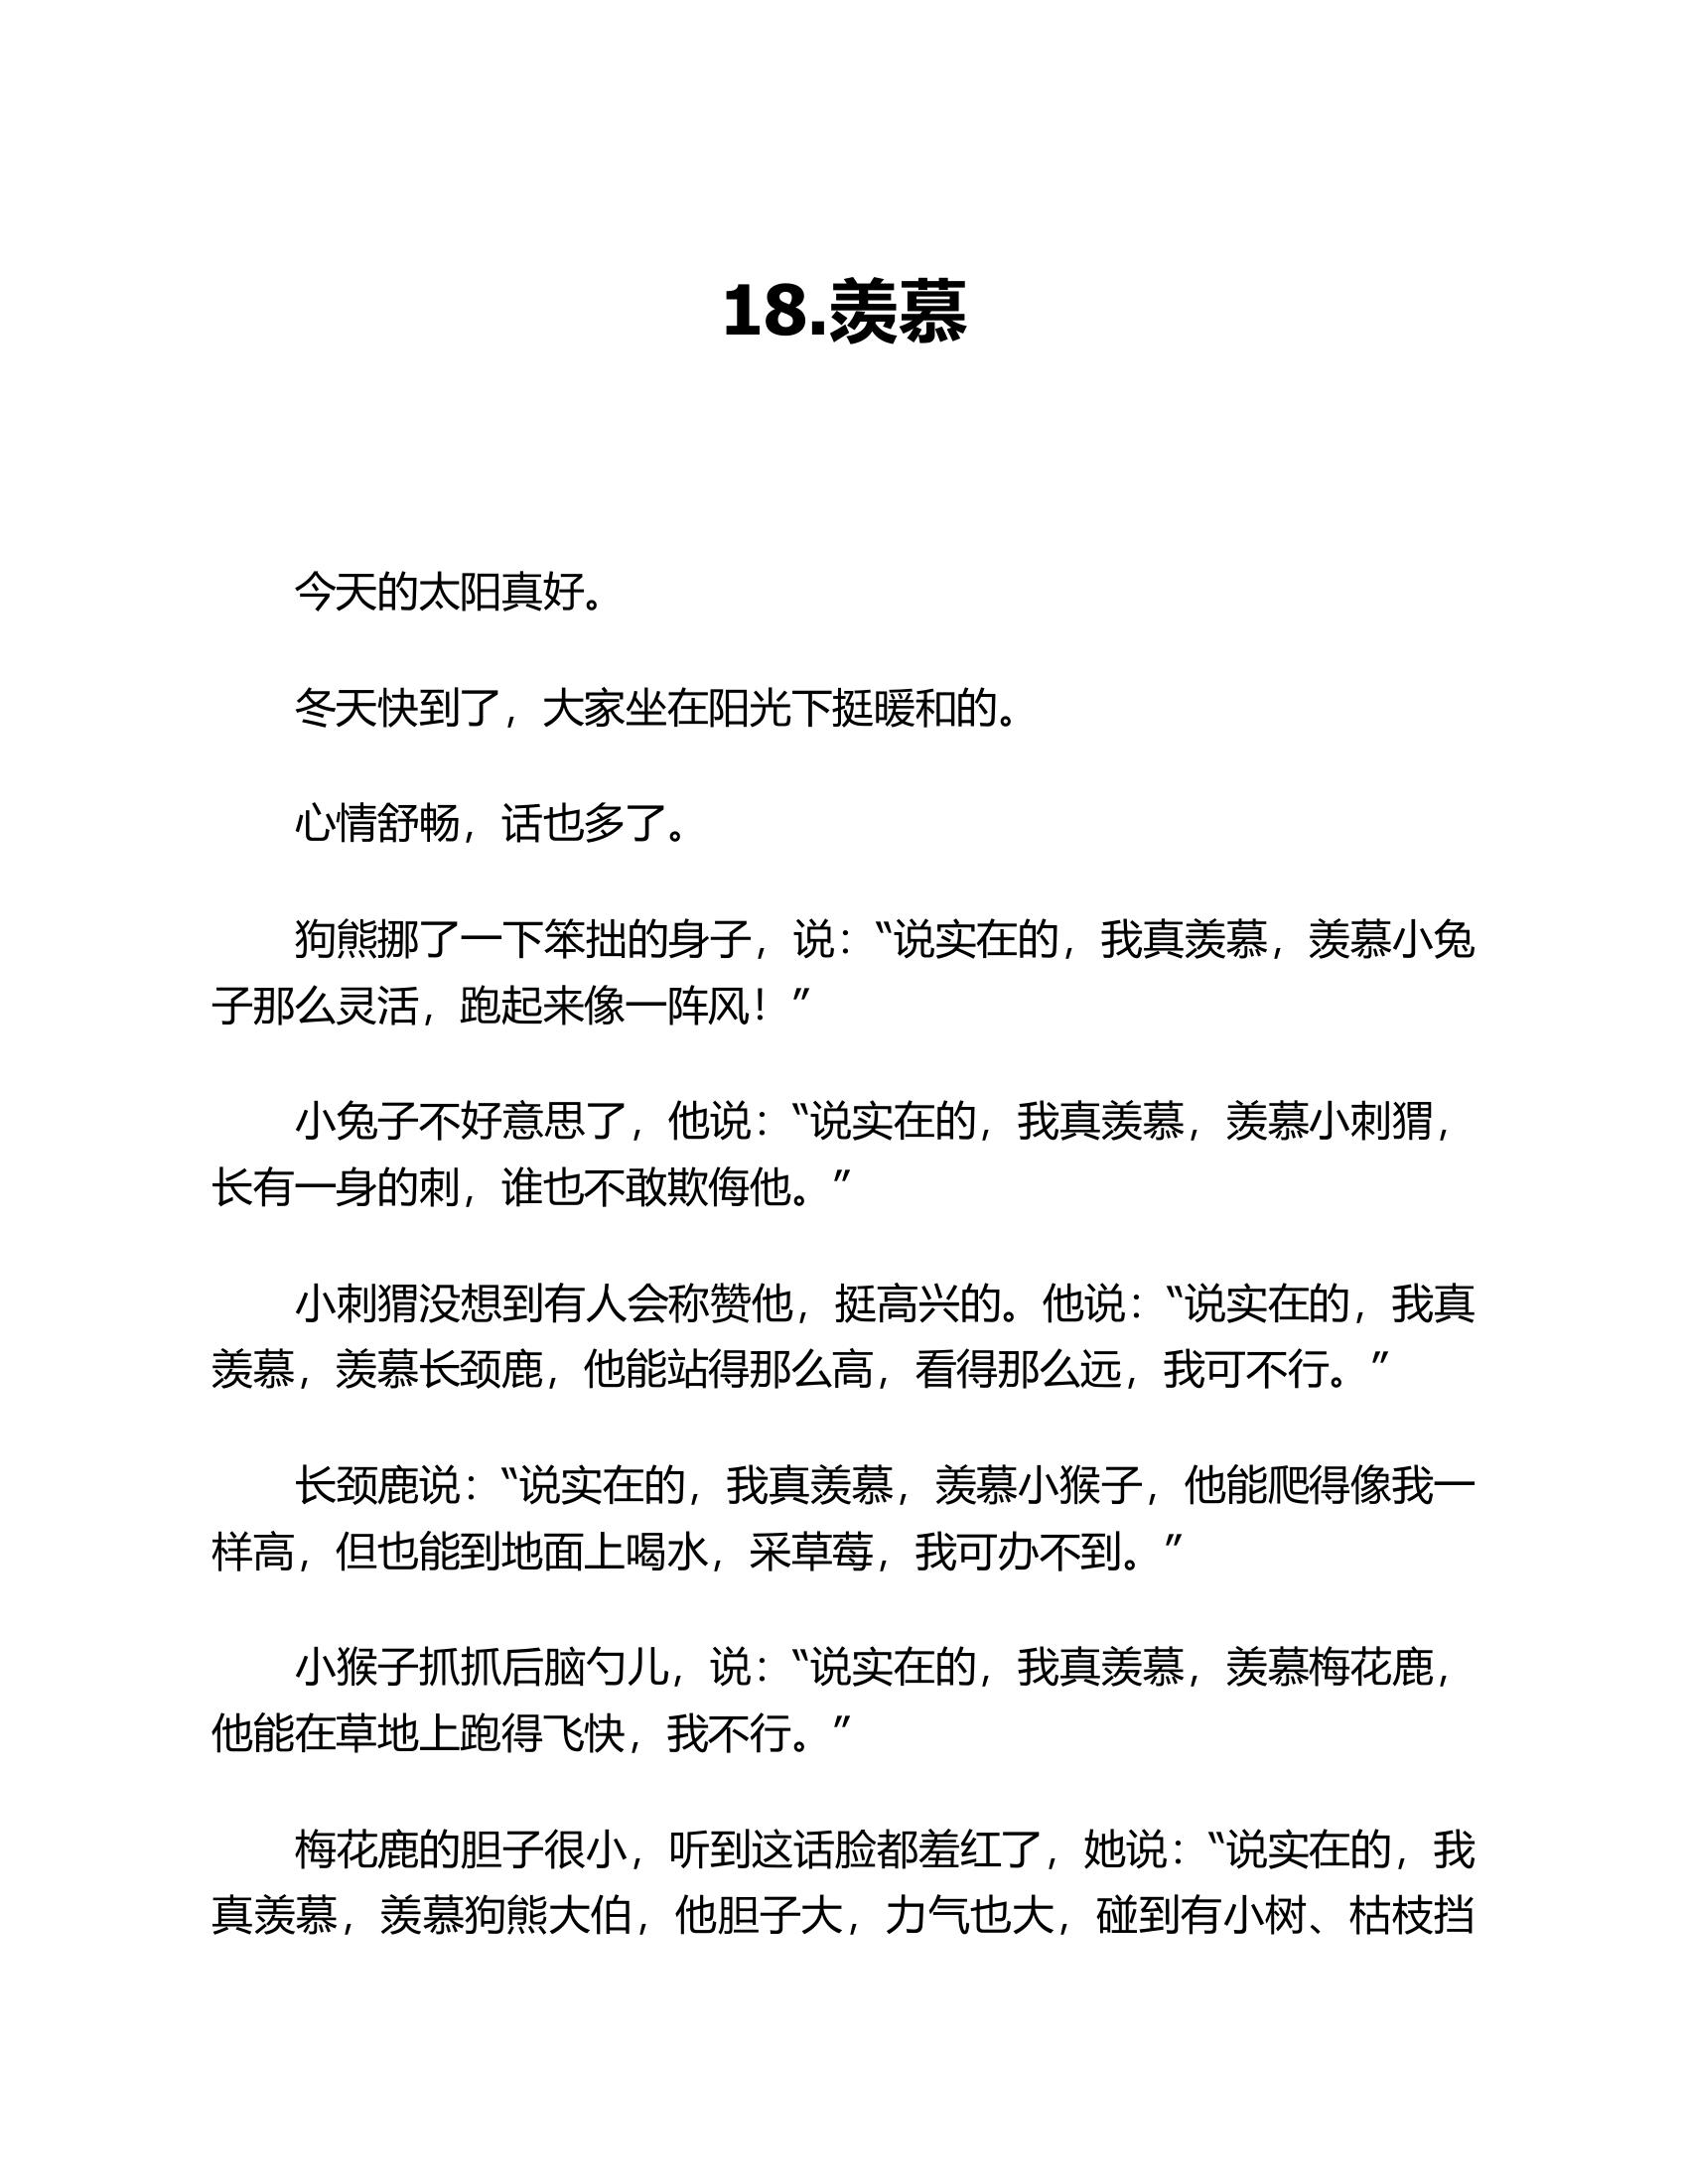 18.羡慕
今天的太阳真好。
冬天快到了，大家坐在阳光下挺暖和的。
心情舒畅，话也多了。
狗熊挪了一下笨拙的身子，说：“说实在的，我真羡慕，羡慕小兔
子那么灵活，跑起来像一阵风！”
小兔子不好意思了，他说：“说实在的，我真羡慕，羡慕小刺猬，
长有一身的刺，谁也不敢欺侮他。”
小刺猬没想到有人会称赞他，挺高兴的。他说：“说实在的，我真
羡慕，羡慕长颈鹿，他能站得那么高，看得那么远，我可不行。”
长颈鹿说：“说实在的，我真羡慕，羡慕小猴子，他能爬得像我一
样高，但也能到地面上喝水，采草莓，我可办不到。”
小猴子抓抓后脑勺儿，说：“说实在的，我真羡慕，羡慕梅花鹿，
他能在草地上跑得飞快，我不行。”
梅花鹿的胆子很小，听到这话脸都羞红了，她说：“说实在的，我
真羡慕，羡慕狗熊大伯，他胆子大，力气也大，碰到有小树、枯枝挡